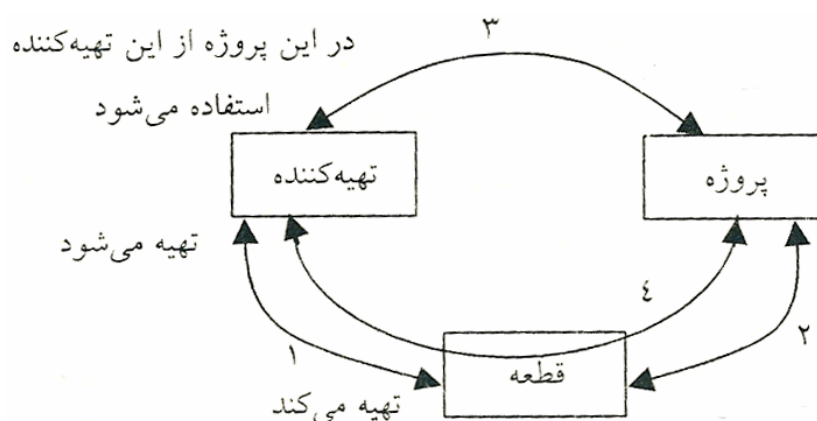 ۳
در این پروژه از این تهیه‌کننده
استفاده می‌شود
پروژه
تهیه‌کننده
تهیه می‌شود
٤
۲
۱
قطعه
تهیه می‌کند